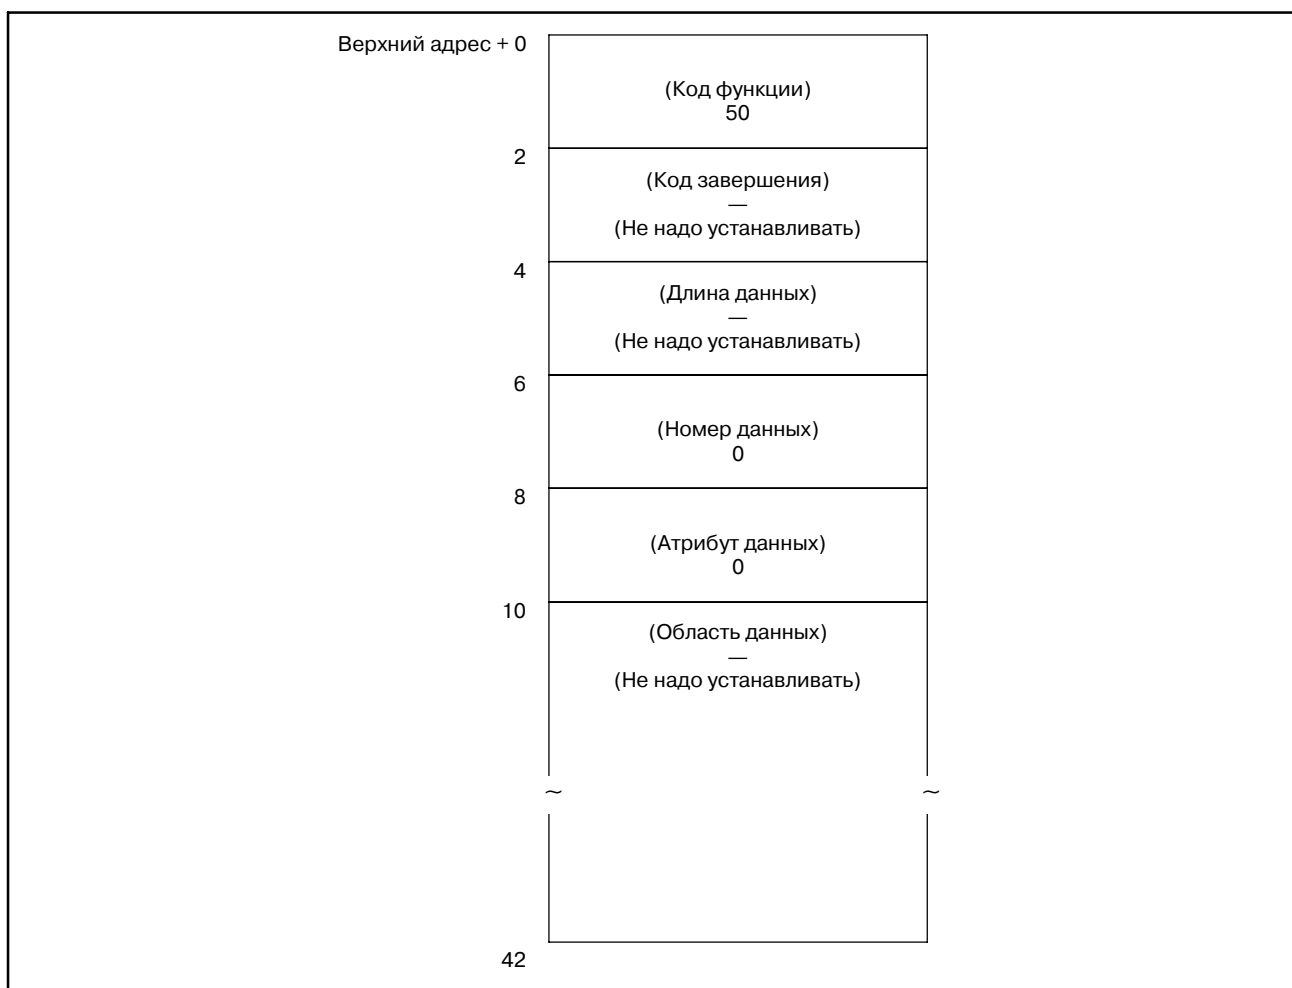 Верхний адрес + 0
(Код функции)
50
2
(Код завершения)
—
(Не надо устанавливать)
4
(Длина данных)
—
(Не надо устанавливать)
6
(Номер данных)
0
8
(Атрибут данных)
0
10
(Область данных)
—
(Не надо устанавливать)
~ ~
42